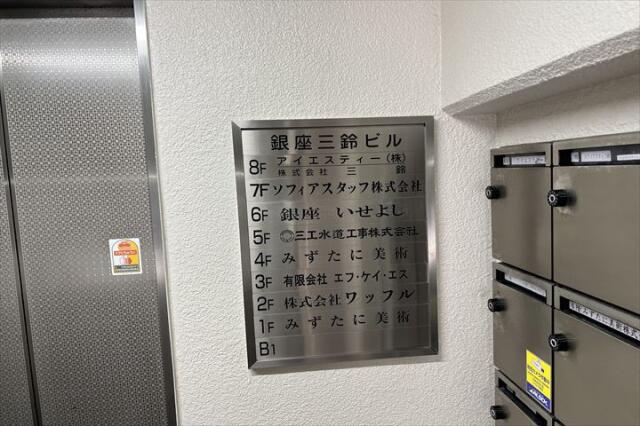 銀座三鈴ビル
8F アイエスティー(株)
株式会社 三鈴
7F ソフィアスタッフ株式会社
6F 銀座 いせよし
5F 三工水道工事株式会社
4F みずたに美術
3F 有限会社 エフ・ケイ・エス
2F 株式会社ワッフル
1F みずたに美術
B1